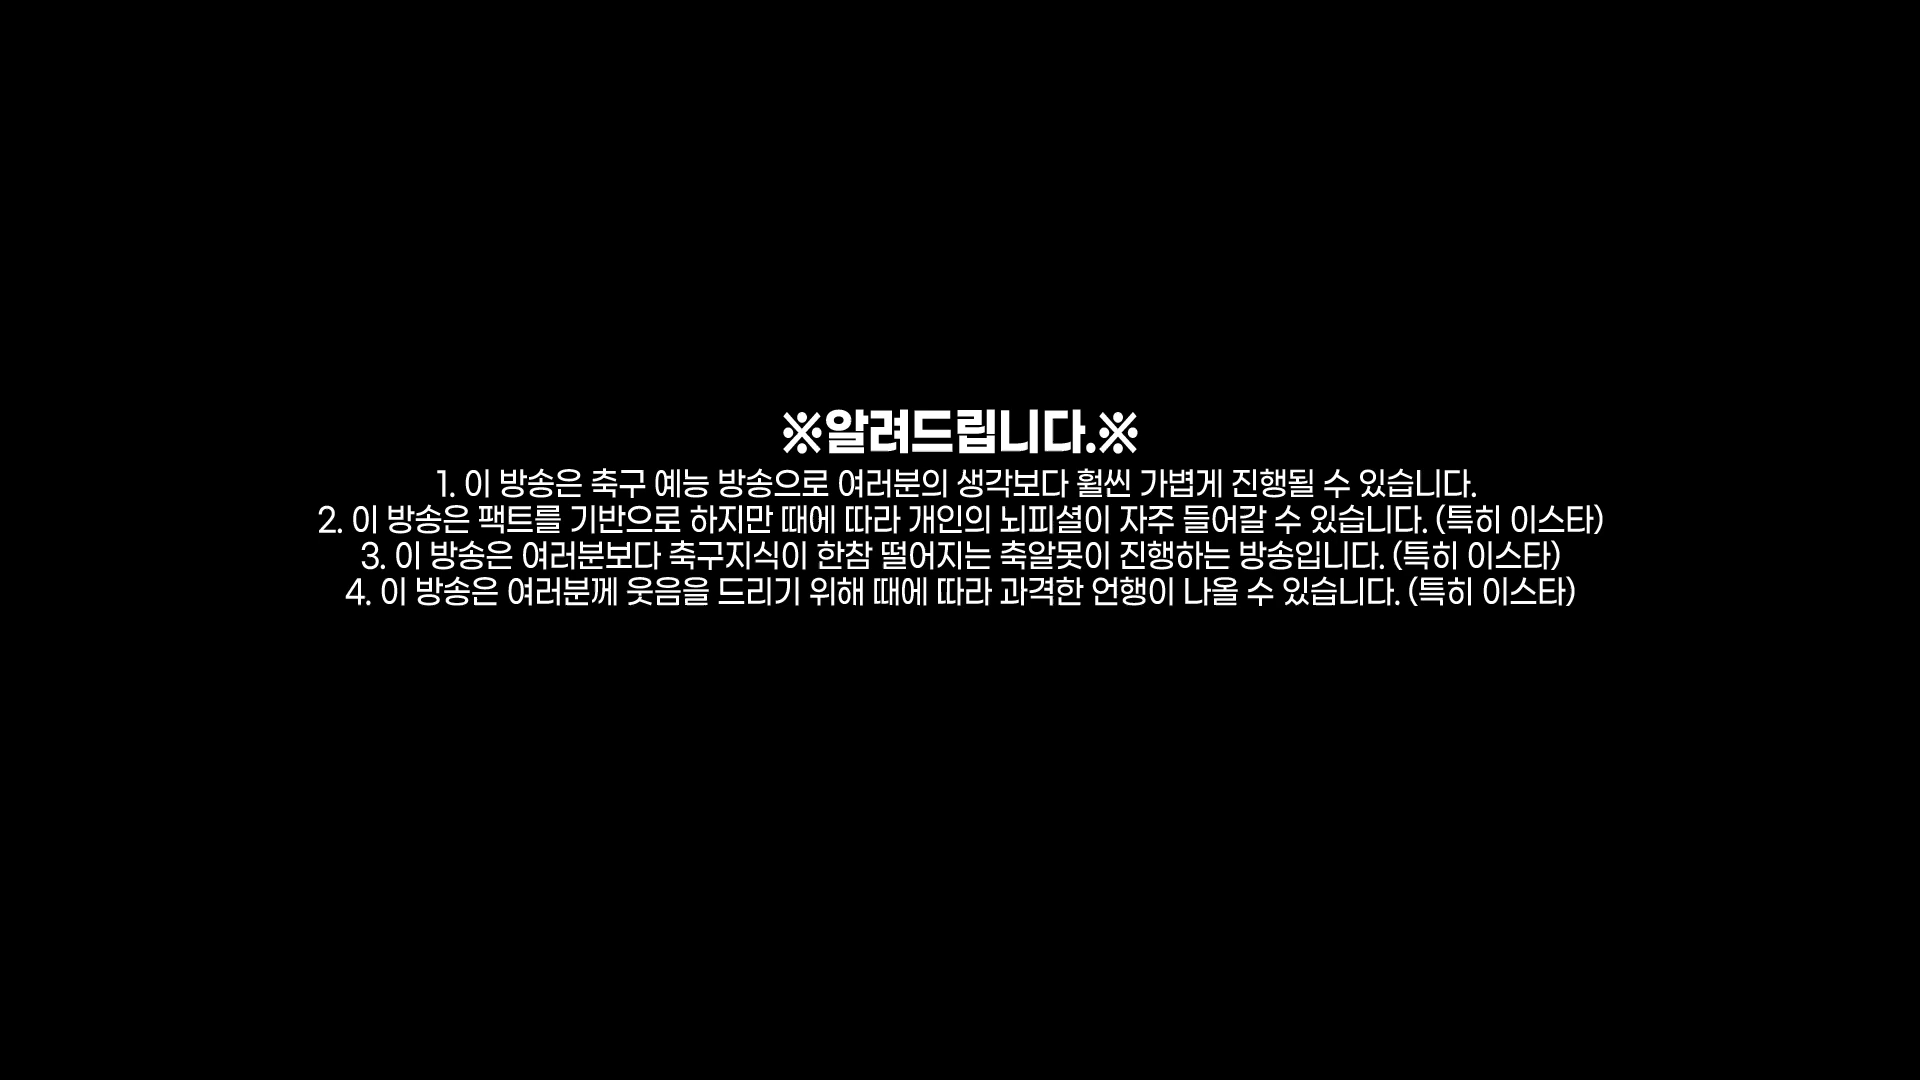 ※알려드립니다.※
1. 이 방송은 축구 예능 방송으로 여러분의 생각보다 훨씬 가볍게 진행될 수 있습니다.
2. 이 방송은 팩트를 기반으로 하지만 때에 따라 개인의 뇌피셜이 자주 들어갈 수 있습니다. (특히 이스타)
3. 이 방송은 여러분보다 축구지식이 한참 떨어지는 축알못이 진행하는 방송입니다. (특히 이스타)
4. 이 방송은 여러분께 웃음을 드리기 위해 때에 따라 과격한 언행이 나올 수 있습니다. (특히 이스타)